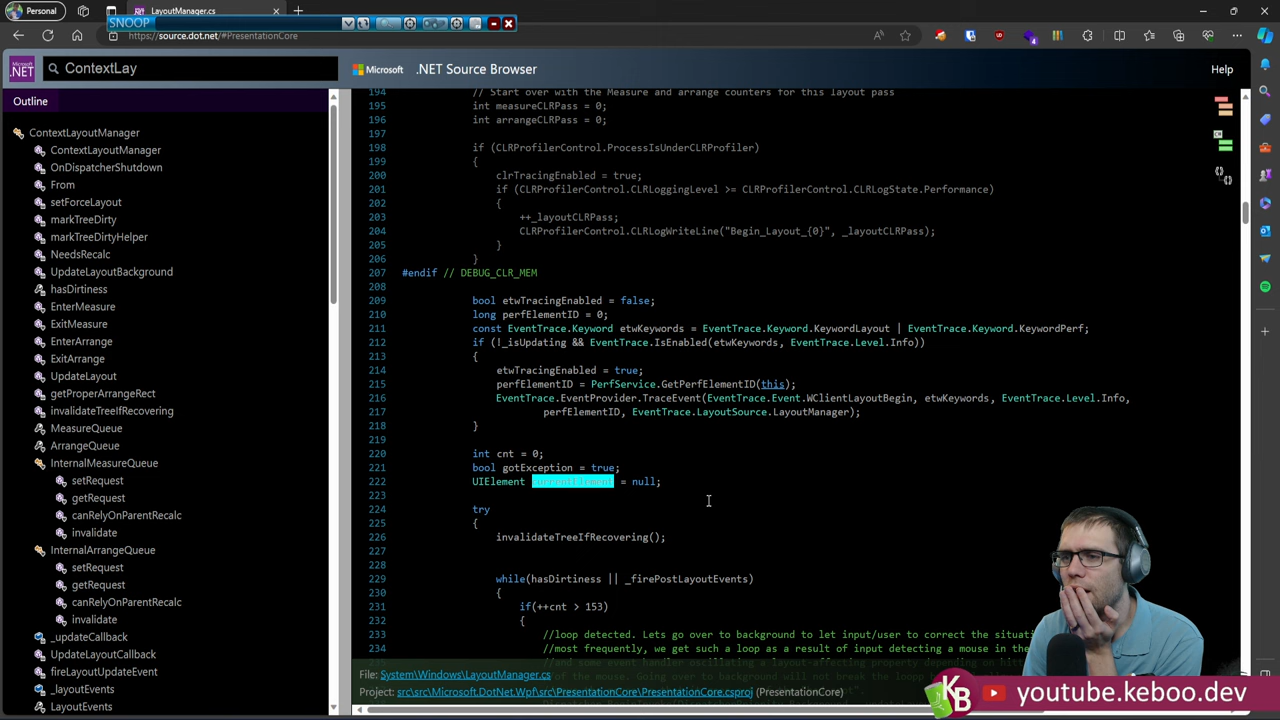 Personal
LayoutManager.cs
SNOOP
https://source.dot.net/#PresentationCore
.NET
ContextLay
Microsoft
.NET Source Browser
Help
Outline
ContextLayoutManager
ContextLayoutManager
OnDispatcherShutdown
From
setForceLayout
markTreeDirty
markTreeDirtyHelper
NeedsRecalc
UpdateLayoutBackground
hasDirtiness
EnterMeasure
ExitMeasure
EnterArrange
ExitArrange
UpdateLayout
getProperArrangeRect
invalidateTreeIfRecovering
MeasureQueue
ArrangeQueue
InternalMeasureQueue
setRequest
getRequest
canRelyOnParentRecalc
invalidate
InternalArrangeQueue
setRequest
getRequest
canRelyOnParentRecalc
invalidate
_updateCallback
LayoutUpdateCallback
fireLayoutUpdateEvent
_layoutEvents
LayoutEvents
194 // Start over with the Measure and arrange counters for this layout pass
195 int measureCLRPass = 0;
196 int arrangeCLRPass = 0;
197
198 if (CLRProfilerControl.ProcessIsUnderCLRProfiler)
199 {
200 clrTracingEnabled = true;
201 if (CLRProfilerControl.CLRLoggingLevel >= CLRProfilerControl.CLRLogState.Performance)
202 {
203 ++_layoutCLRPass;
204 CLRProfilerControl.CLRLogWriteLine("Begin_Layout_{0}", _layoutCLRPass);
205 }
206 }
207 #endif // DEBUG_CLR_MEM
208
209 bool etwTracingEnabled = false;
210 long perfElementID = 0;
211 const EventTrace.Keyword etwKeywords = EventTrace.Keyword.KeywordLayout | EventTrace.Keyword.KeywordPerf;
212 if (!_isUpdating && EventTrace.IsEnabled(etwKeywords, EventTrace.Level.Info))
213 {
214 etwTracingEnabled = true;
215 perfElementID = PerfService.GetPerfElementID(this);
216 EventTrace.EventProvider.TraceEvent(EventTrace.Event.WClientLayoutBegin, etwKeywords, EventTrace.Level.Info,
217 perfElementID, EventTrace.LayoutSource.LayoutManager);
218 }
219
220 int cnt = 0;
221 bool gotException = true;
222 UIElement currentElement = null;
223
224 try
225 {
226 invalidateTreeIfRecovering();
227
228
229 while(hasDirtiness || _firePostLayoutEvents)
230 {
231 if(++cnt > 153)
232 {
233 //loop detected. Lets go over to background to let input/user to correct the situati
234 //most frequently, we get such a loop as a result of input detecting a mouse in the
File: System\Windows\LayoutManager.cs
Project: src\src\Microsoft.DotNet.Wpf\src\PresentationCore\PresentationCore.csproj (PresentationCore)
KB
youtube.keboo.dev